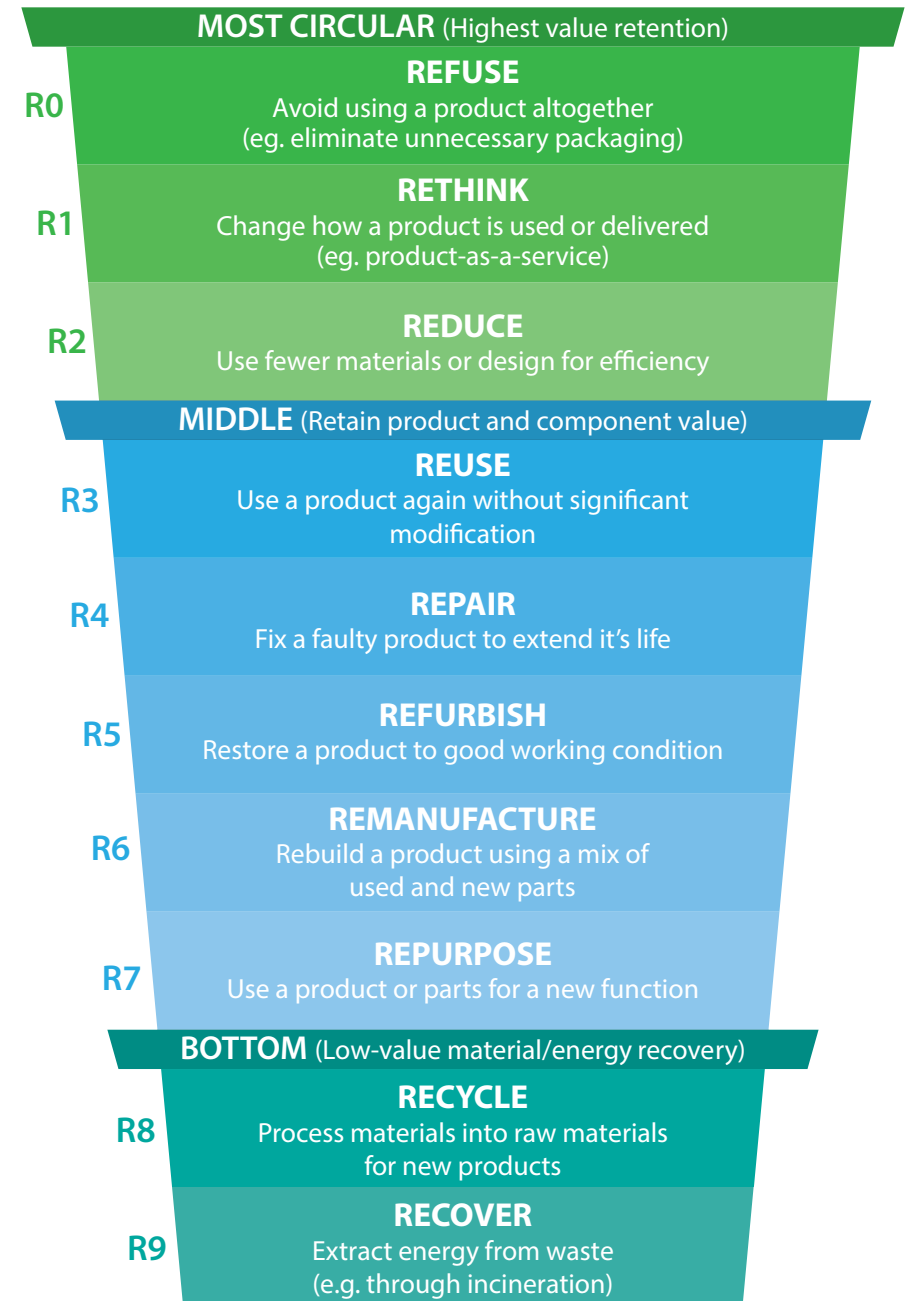 MOST CIRCULAR (Highest value retention)
R0
REFUSE
Avoid using a product altogether
(eg. eliminate unnecessary packaging)
R1
RETHINK
Change how a product is used or delivered
(eg. product-as-a-service)
R2
REDUCE
Use fewer materials or design for efficiency
MIDDLE (Retain product and component value)
R3
REUSE
Use a product again without significant
modification
R4
REPAIR
Fix a faulty product to extend it's life
R5
REFURBISH
Restore a product to good working condition
R6
REMANUFACTURE
Rebuild a product using a mix of
used and new parts
R7
REPURPOSE
Use a product or parts for a new function
BOTTOM (Low-value material/energy recovery)
R8
RECYCLE
Process materials into raw materials
for new products
R9
RECOVER
Extract energy from waste
(e.g. through incineration)